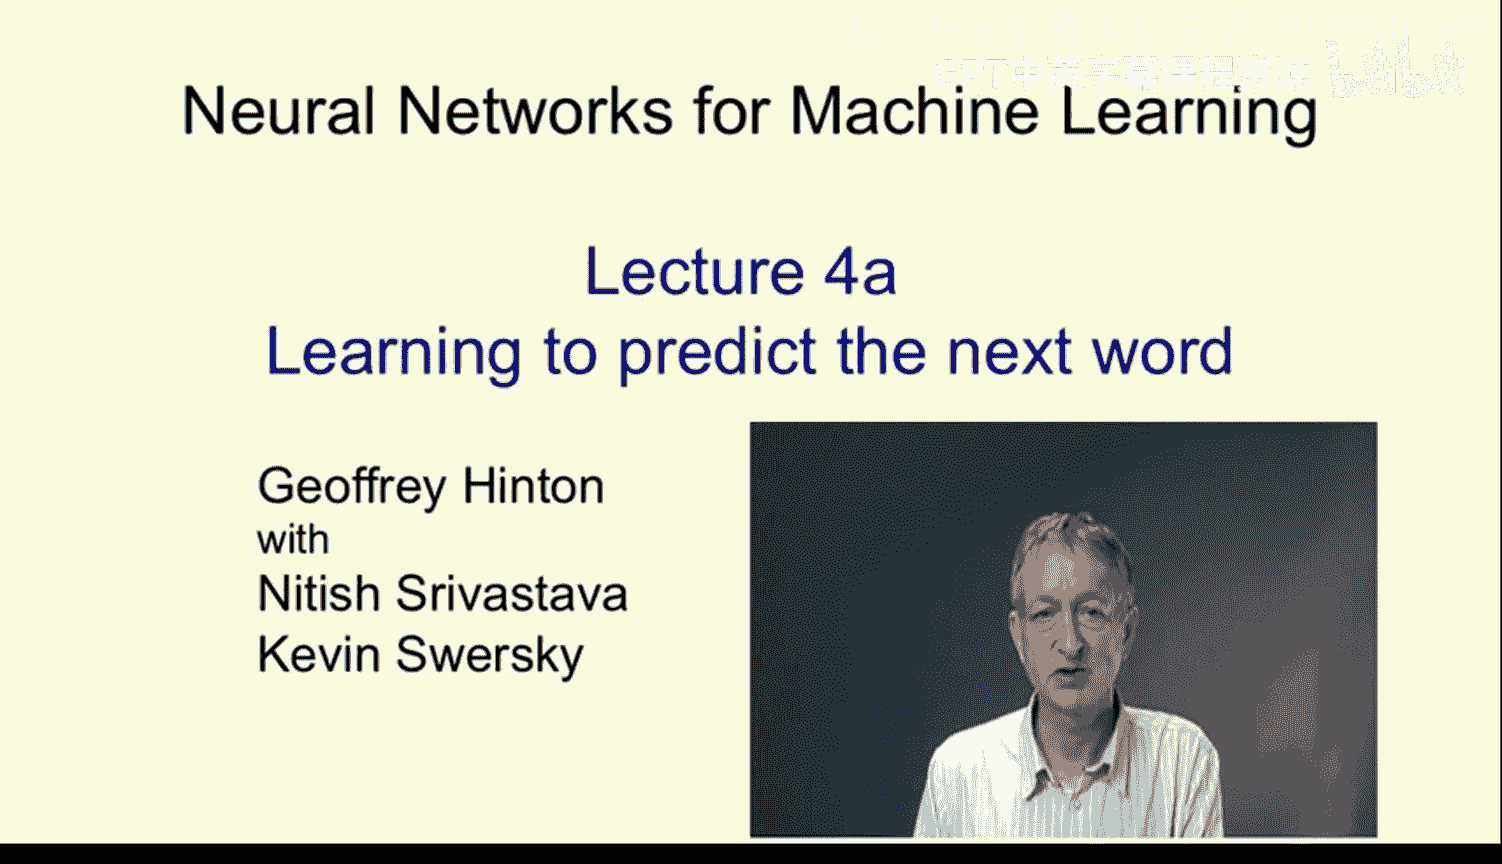 Neural Networks for Machine Learning
Lecture 4a
Learning to predict the next word
Geoffrey Hinton
with
Nitish Srivastava
Kevin Swersky